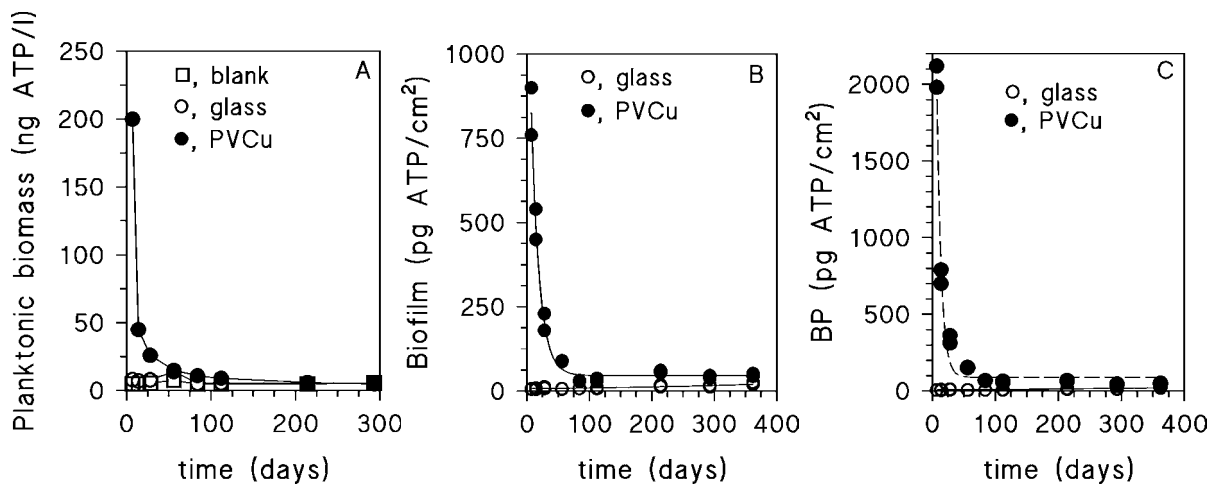 Planktonic biomass (ng ATP/l)
250
200
150
100
50
0
A
□, blank
○, glass
●, PVCu
0
100
200
300
time (days)
Biofilm (pg ATP/cm²)
1000
750
500
250
0
B
○, glass
●, PVCu
0
100
200
300
400
time (days)
BP (pg ATP/cm²)
2000
1500
1000
500
0
C
○, glass
●, PVCu
0
100
200
300
400
time (days)